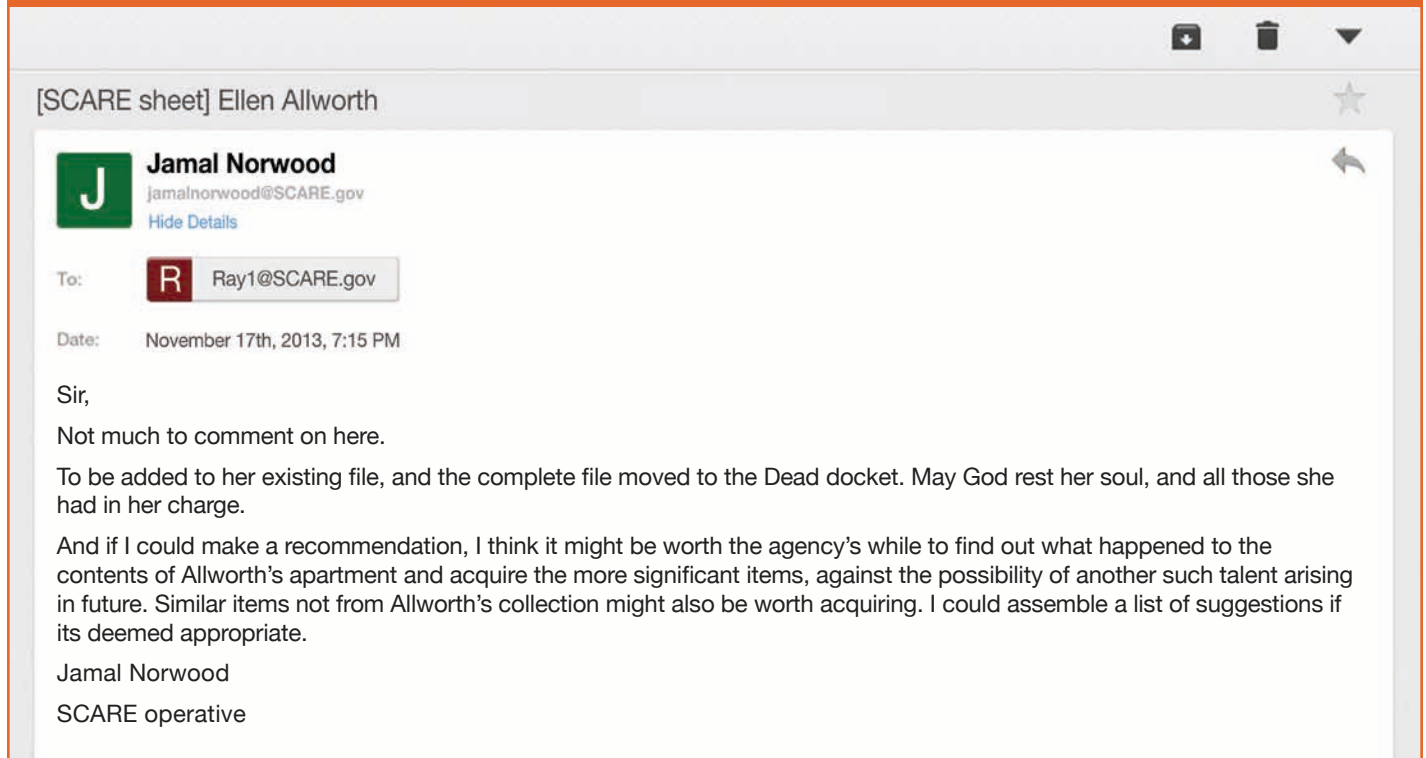 [SCARE sheet] Ellen Allworth
J
Jamal Norwood
jamalnorwood@SCARE.gov
Hide Details
To:
R
Ray1@SCARE.gov
Date:
November 17th, 2013, 7:15 PM
Sir,
Not much to comment on here.
To be added to her existing file, and the complete file moved to the Dead docket. May God rest her soul, and all those she
had in her charge.
And if I could make a recommendation, I think it might be worth the agency’s while to find out what happened to the
contents of Allworth’s apartment and acquire the more significant items, against the possibility of another such talent arising
in future. Similar items not from Allworth’s collection might also be worth acquiring. I could assemble a list of suggestions if
its deemed appropriate.
Jamal Norwood
SCARE operative